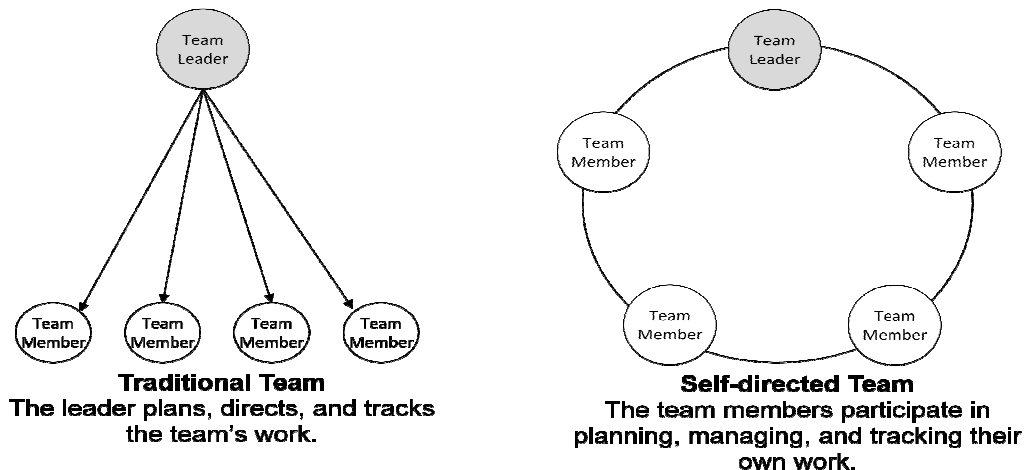 Team
Leader
Team
Member
Team
Member
Team
Member
Team
Member
Traditional Team
The leader plans, directs, and tracks
the team's work.
Team
Leader
Team
Member
Team
Member
Team
Member
Team
Member
Self-directed Team
The team members participate in
planning, managing, and tracking their
own work.